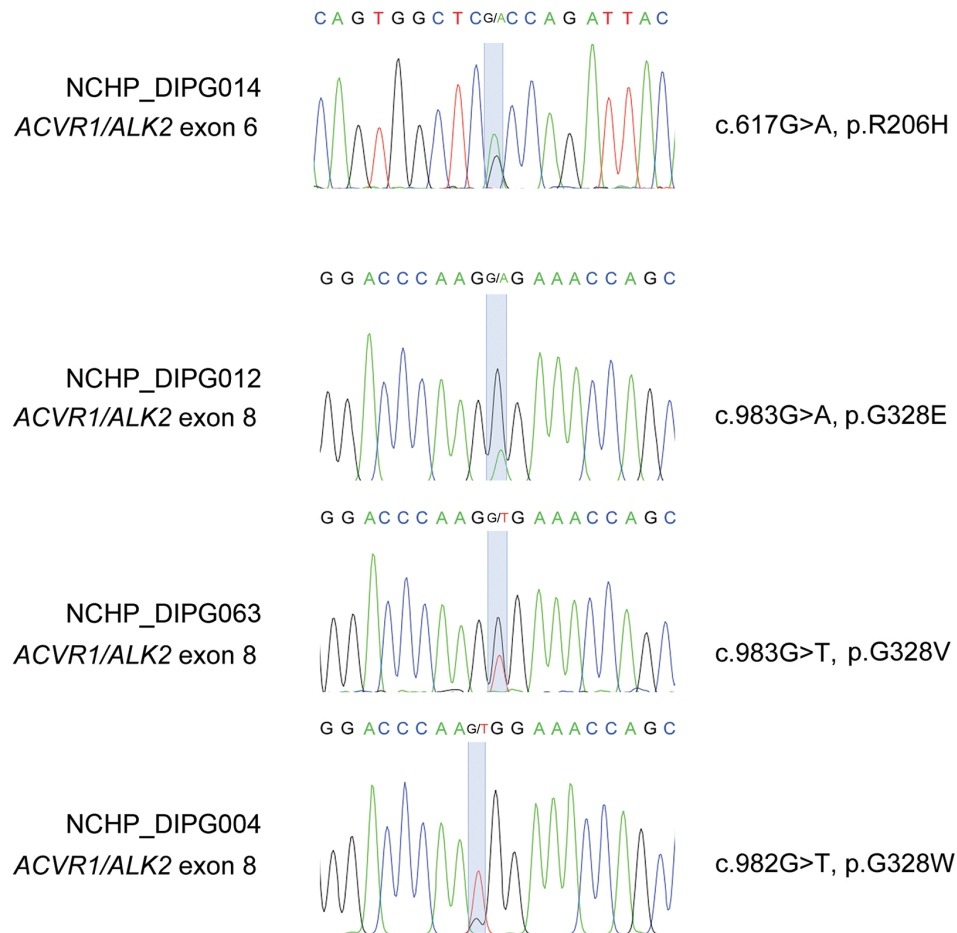 C A G T G G C T C G/A C C A G A T T A C
NCHP_DIPG014
ACVR1/ALK2 exon 6
c.617G>A, p.R206H
G G A C C C A A G G/A G A A A C C A G C
NCHP_DIPG012
ACVR1/ALK2 exon 8
c.983G>A, p.G328E
G G A C C C A A G G/T G A A A C C A G C
NCHP_DIPG063
ACVR1/ALK2 exon 8
c.983G>T, p.G328V
G G A C C C A A G/T G G A A A C C A G C
NCHP_DIPG004
ACVR1/ALK2 exon 8
c.982G>T, p.G328W